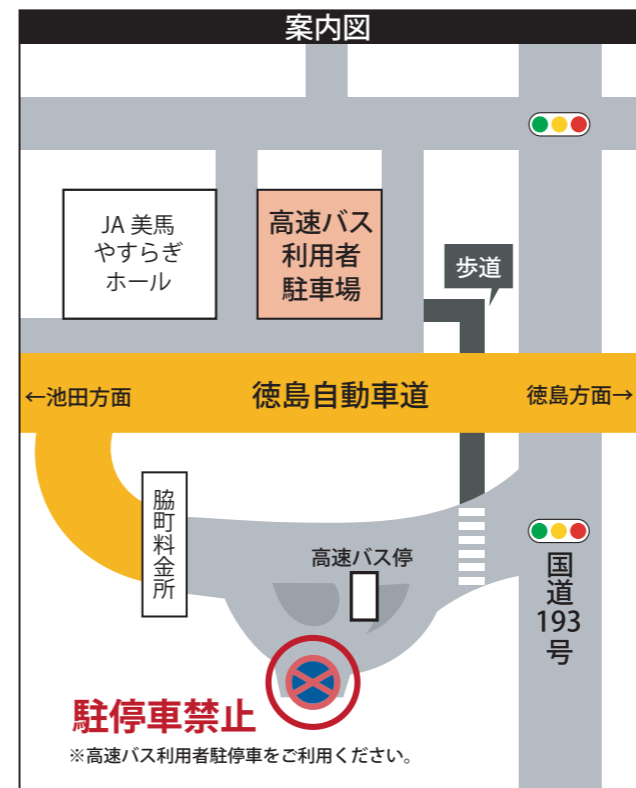 案内図
JA 美馬
やすらぎ
ホール
高速バス
利用者
駐車場
歩道
←池田方面
徳島自動車道
徳島方面→
脇町料金所
高速バス停
国道
193
号
駐停車禁止
※高速バス利用者駐停車をご利用ください。